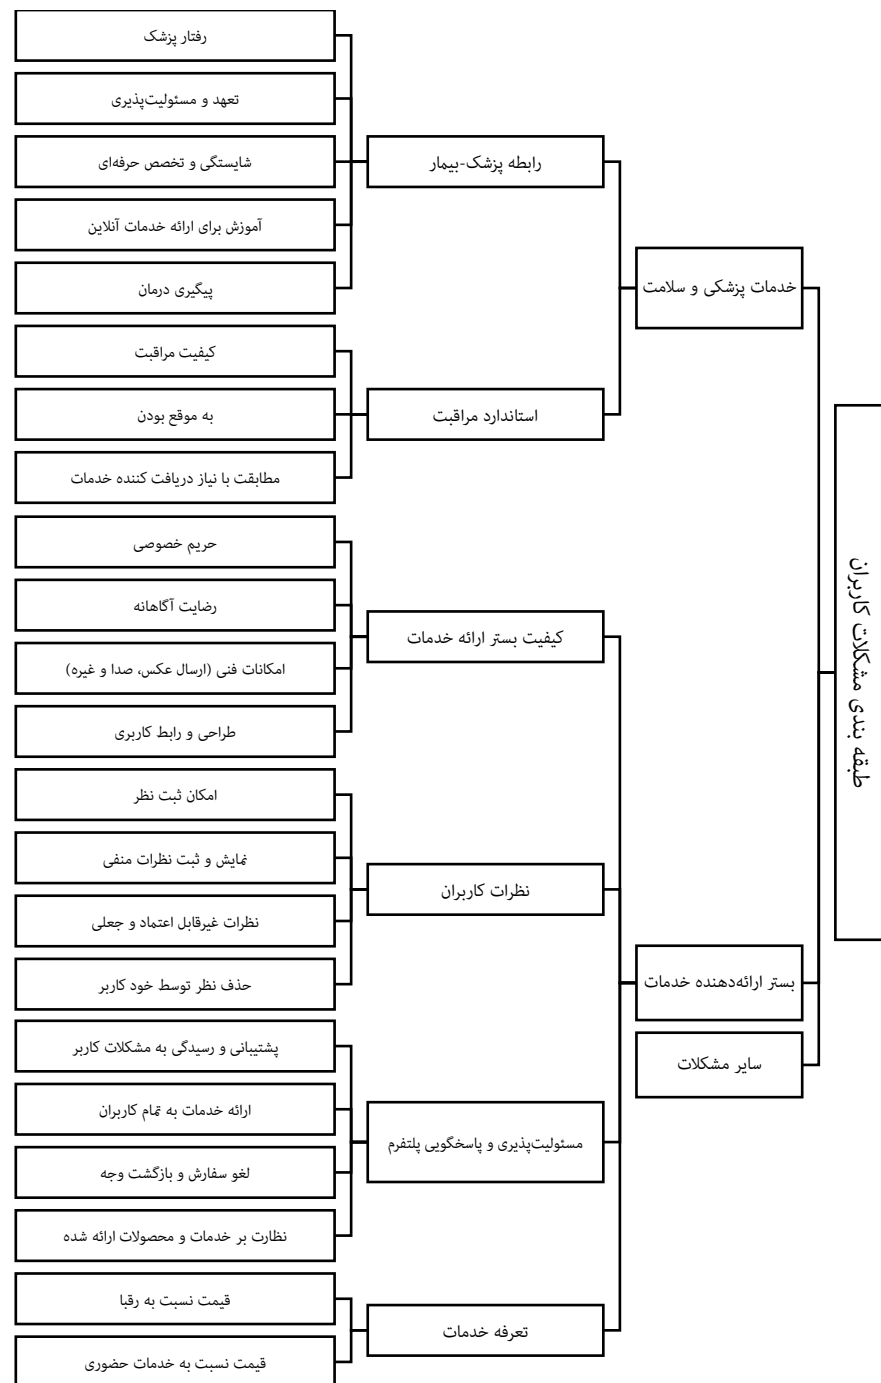 طبقه بندی مشکلات کاربران
خدمات پزشکی و سلامت
رابطه پزشک-بیمار
رفتار پزشک
تعهد و مسئولیت‌پذیری
شایستگی و تخصص حرفه‌ای
آموزش برای ارائه خدمات آنلاین
پیگیری درمان
استاندارد مراقبت
کیفیت مراقبت
به موقع بودن
مطابقت با نیاز دریافت کننده خدمات
بستر ارائه‌دهنده خدمات
کیفیت بستر ارائه خدمات
حریم خصوصی
رضایت آگاهانه
امکانات فنی (ارسال عکس، صدا و غیره)
طراحی و رابط کاربری
نظرات کاربران
امکان ثبت نظر
نمایش و ثبت نظرات منفی
نظرات غیرقابل اعتماد و جعلی
حذف نظر توسط خود کاربر
مسئولیت‌پذیری و پاسخگویی پلتفرم
پشتیبانی و رسیدگی به مشکلات کاربر
ارائه خدمات به تمام کاربران
لغو سفارش و بازگشت وجه
نظارت بر خدمات و محصولات ارائه شده
تعرفه خدمات
قیمت نسبت به رقبا
قیمت نسبت به خدمات حضوری
سایر مشکلات